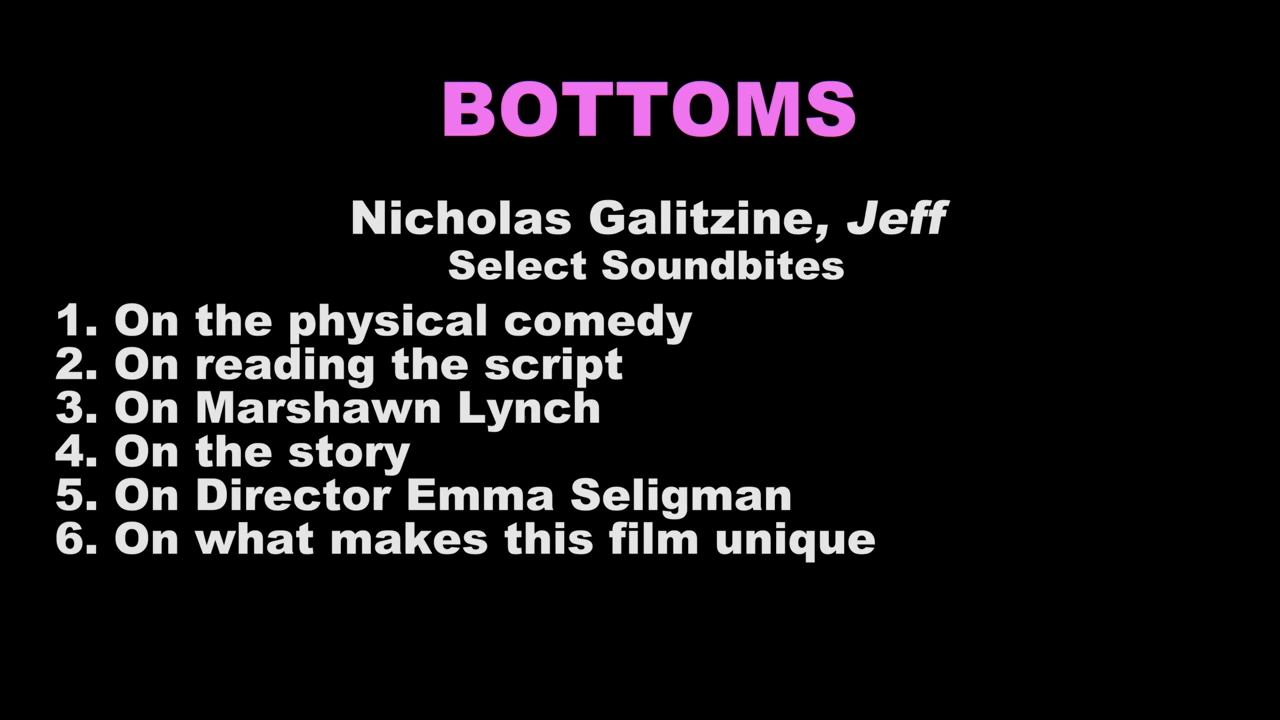 BOTTOMS
Nicholas Galitzine, Jeff
Select Soundbites
1. On the physical comedy
2. On reading the script
3. On Marshawn Lynch
4. On the story
5. On Director Emma Seligman
6. On what makes this film unique